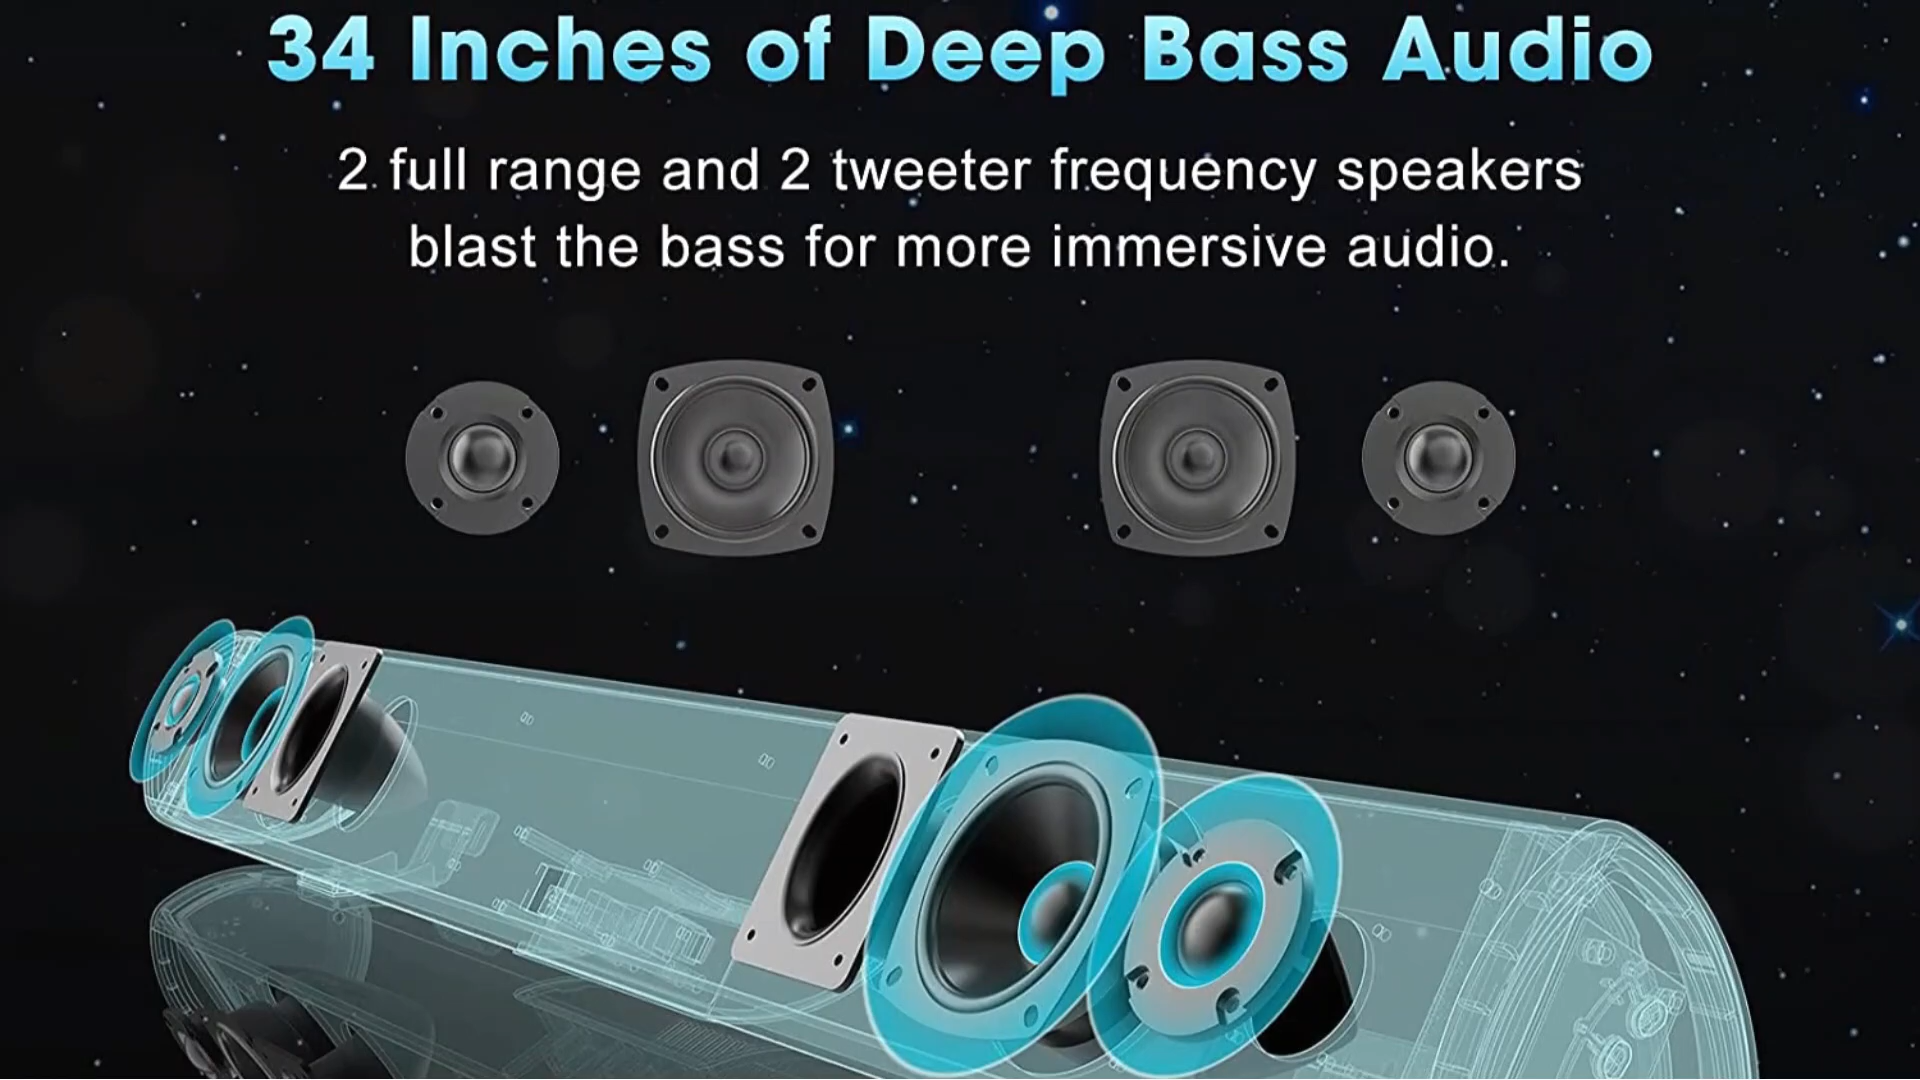 34 Inches of Deep Bass Audio
2 full range and 2 tweeter frequency speakers
blast the bass for more immersive audio.